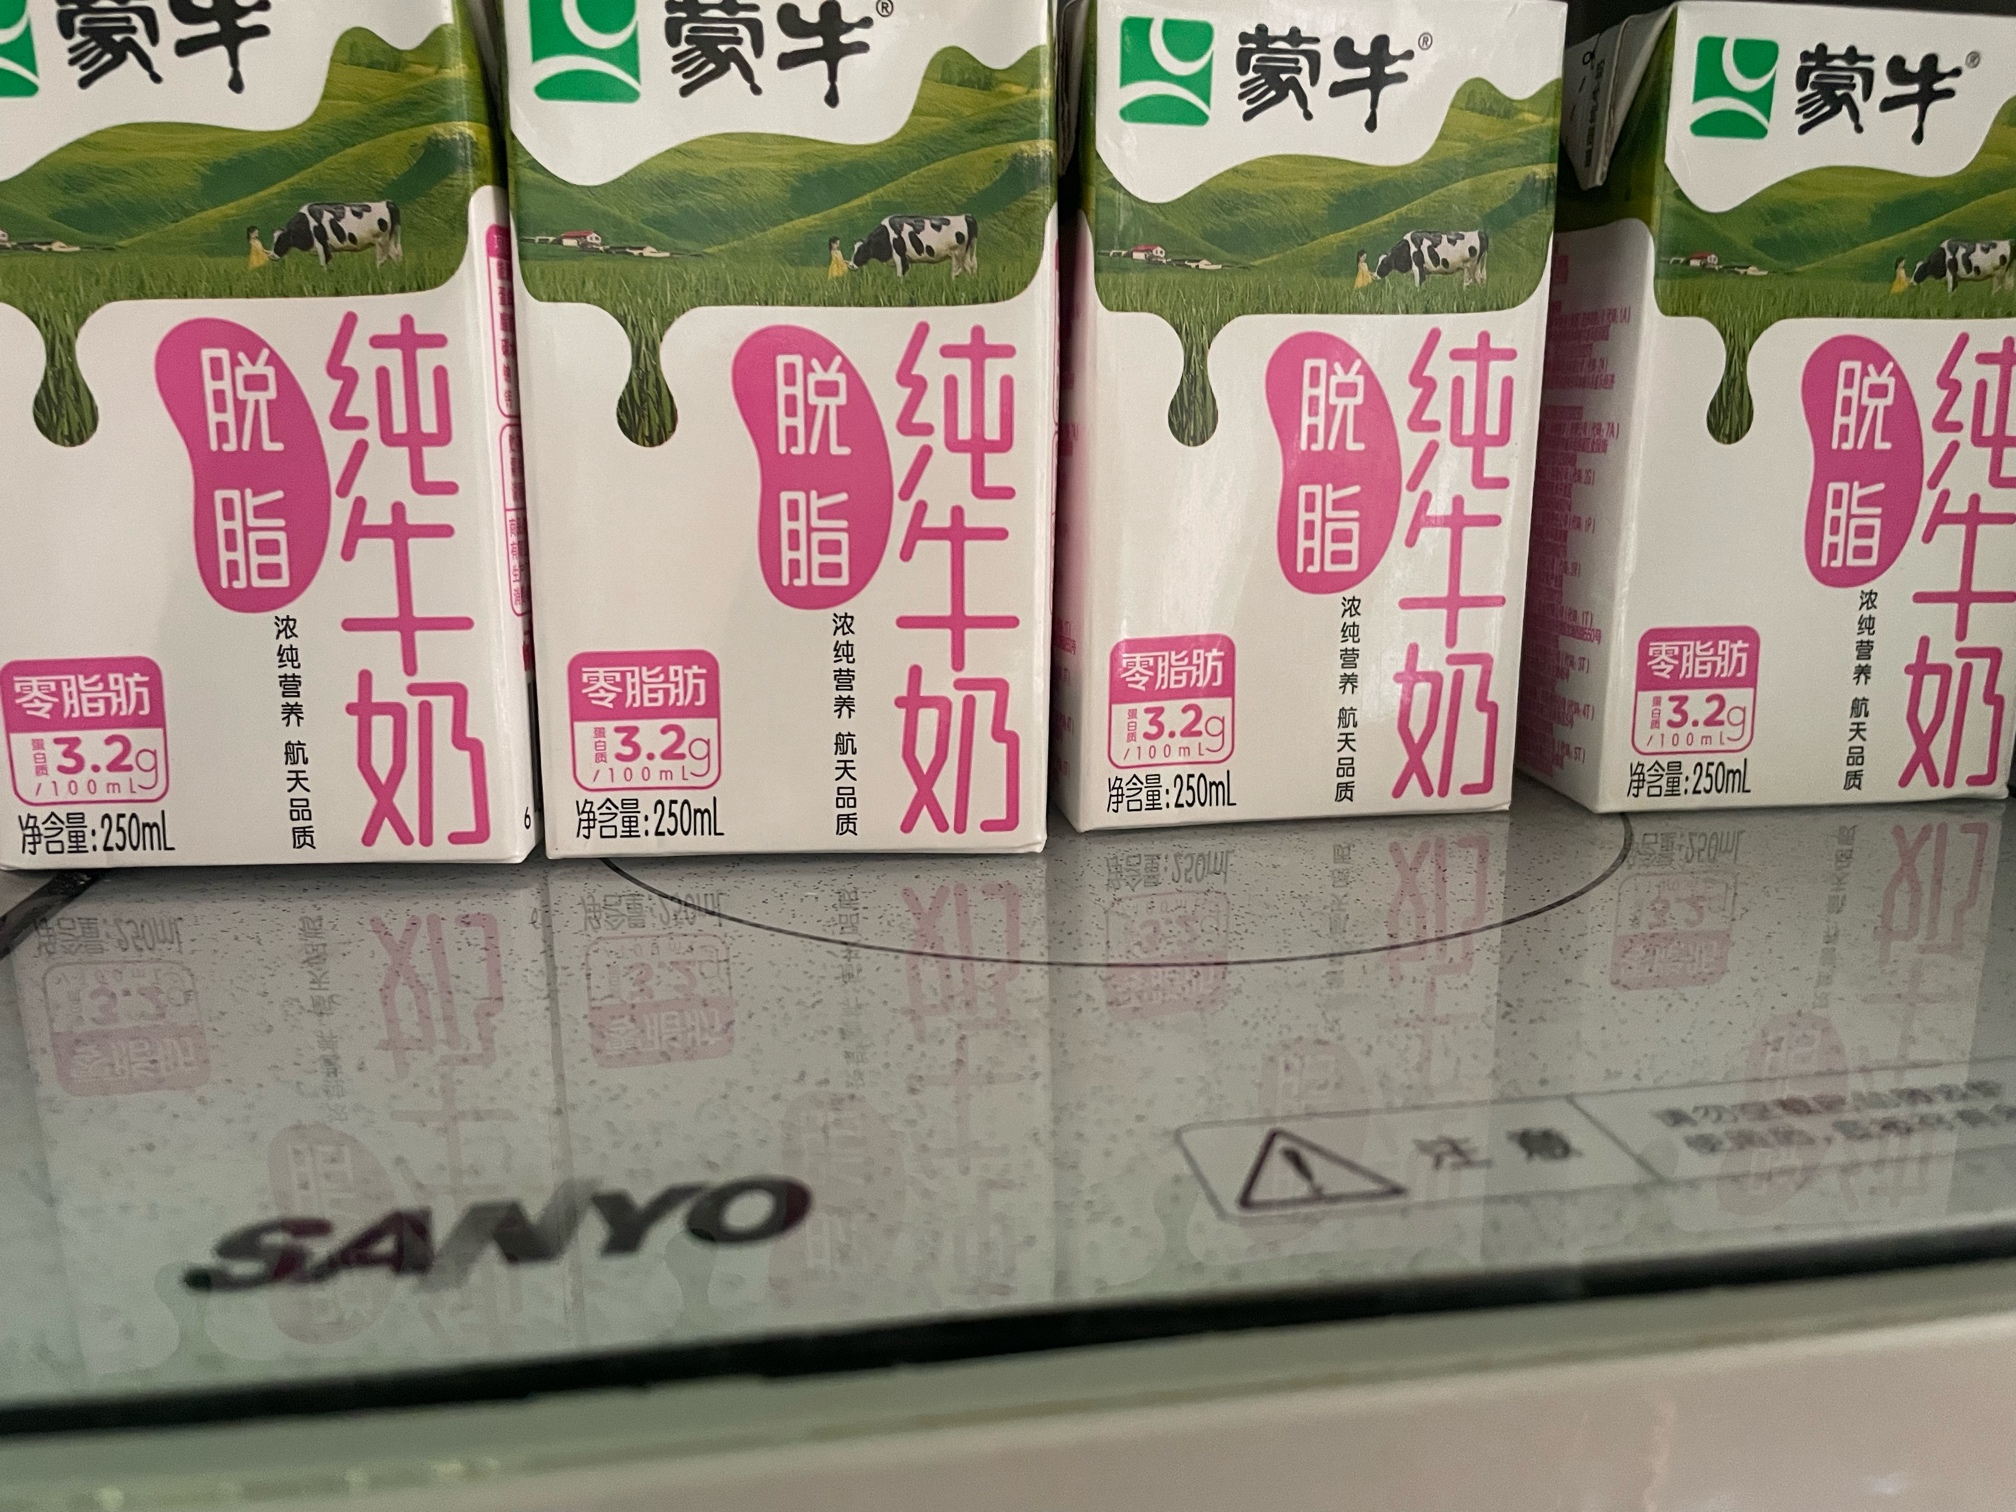 蒙牛
脱脂
纯牛奶
浓纯营养 航天品质
零脂肪
蛋白质3.2g
/100mL
净含量:250mL
6
蒙牛®
脱脂
纯牛奶
浓纯营养 航天品质
零脂肪
蛋白质3.2g
/100mL
净含量:250mL
蒙牛®
脱脂
纯牛奶
浓纯营养 航天品质
零脂肪
蛋白质3.2g
/100mL
净含量:250mL
蒙牛®
脱脂
纯牛奶
浓纯营养 航天品质
零脂肪
蛋白质3.2g
/100mL
净含量:250mL
SANYO
注意